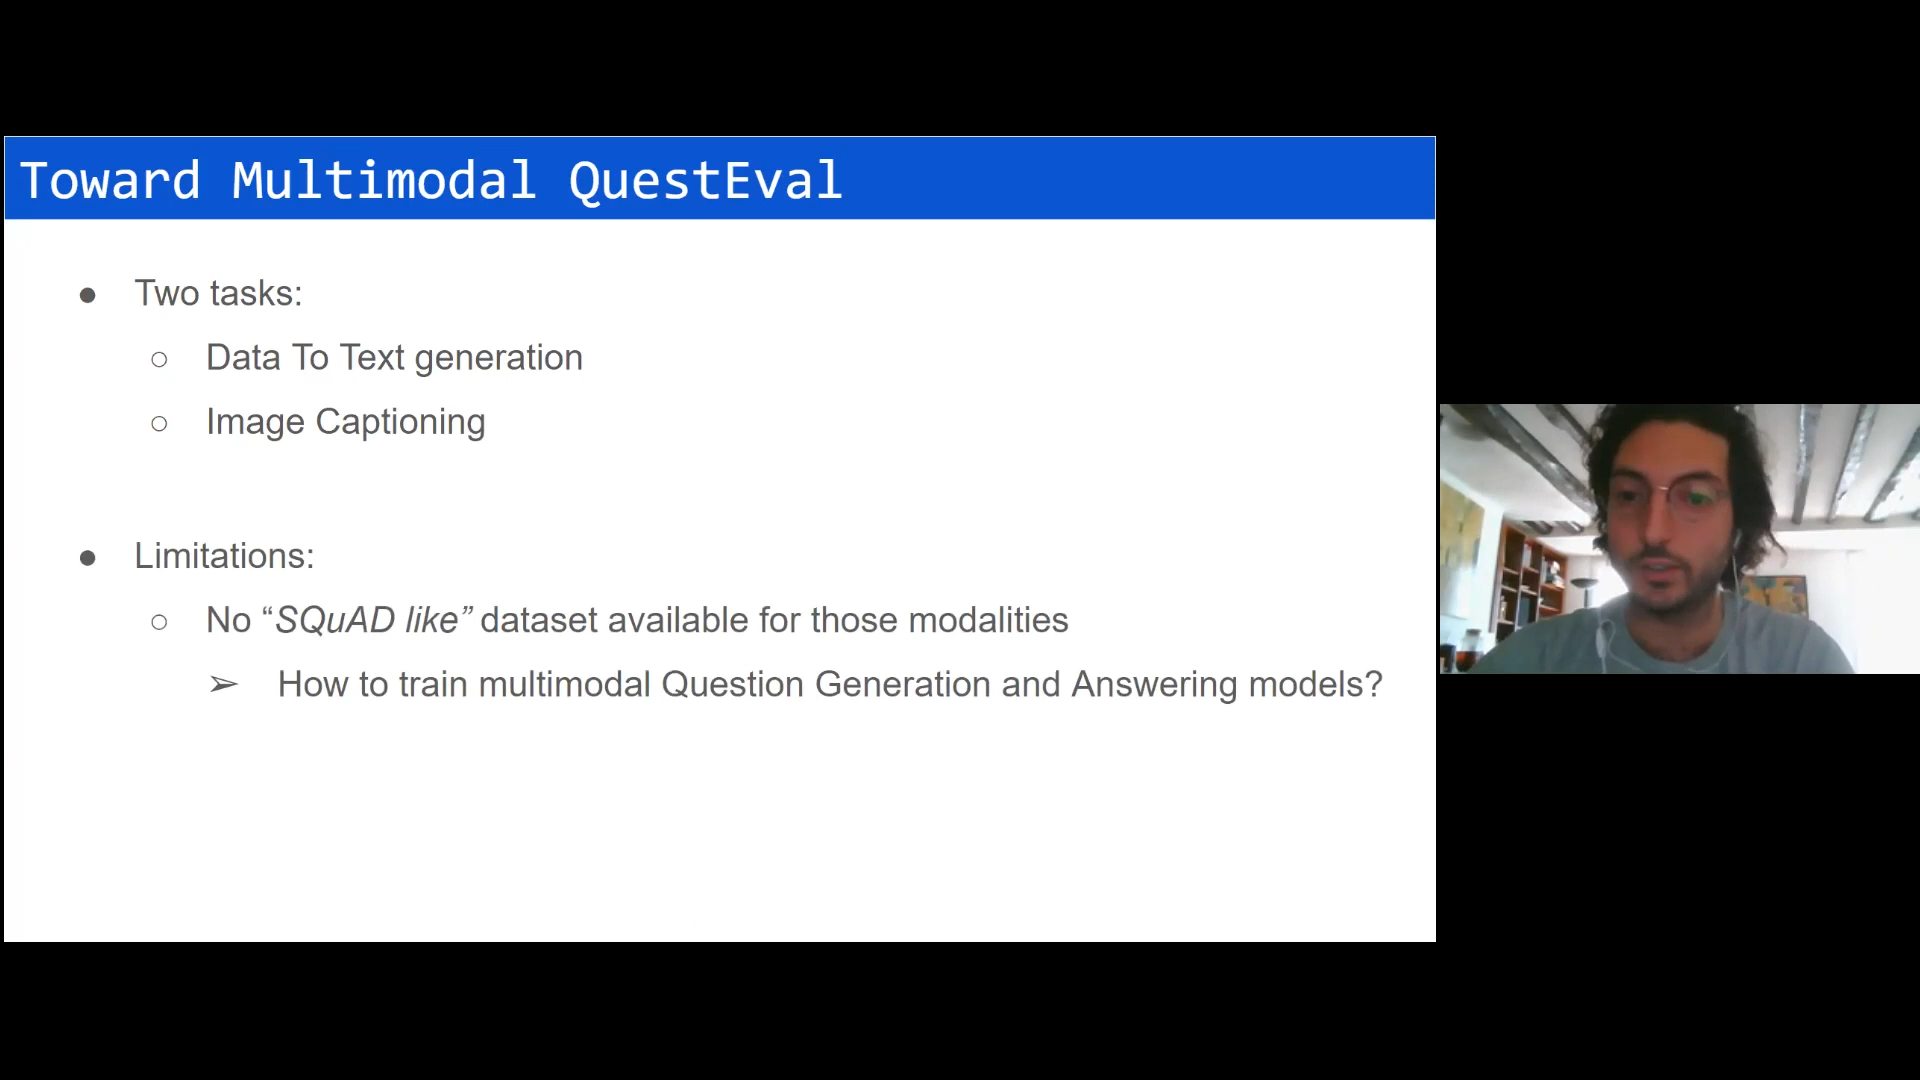 Toward Multimodal QuestEval
● Two tasks:
○ Data To Text generation
○ Image Captioning
● Limitations:
○ No “SQuAD like” dataset available for those modalities
➢ How to train multimodal Question Generation and Answering models?